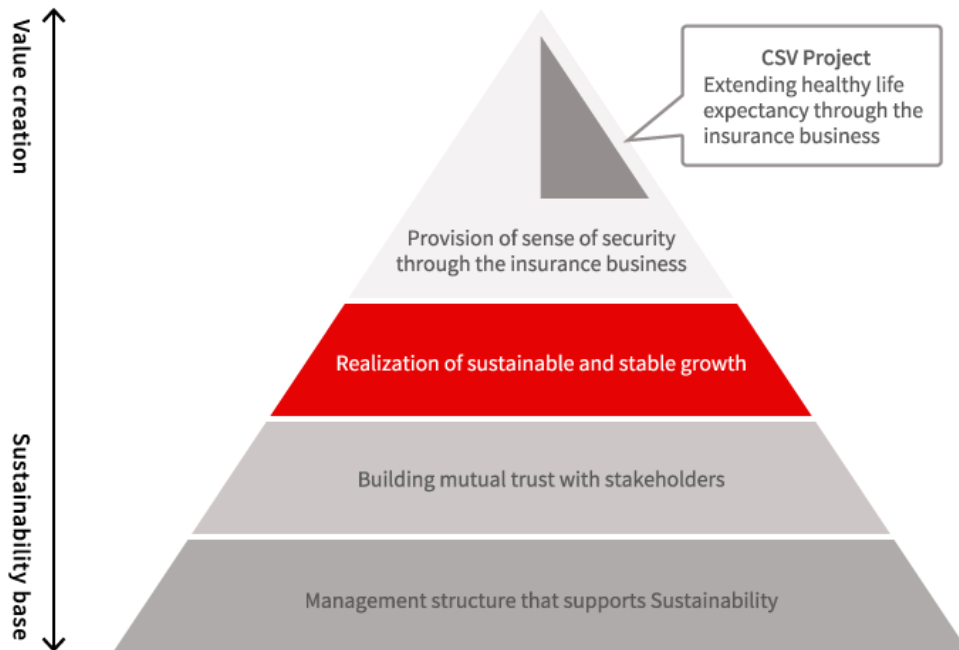 Value creation
CSV Project
Extending healthy life
expectancy through the
insurance business
Provision of sense of security
through the insurance business
Realization of sustainable and stable growth
Building mutual trust with stakeholders
Sustainability base
Management structure that supports Sustainability